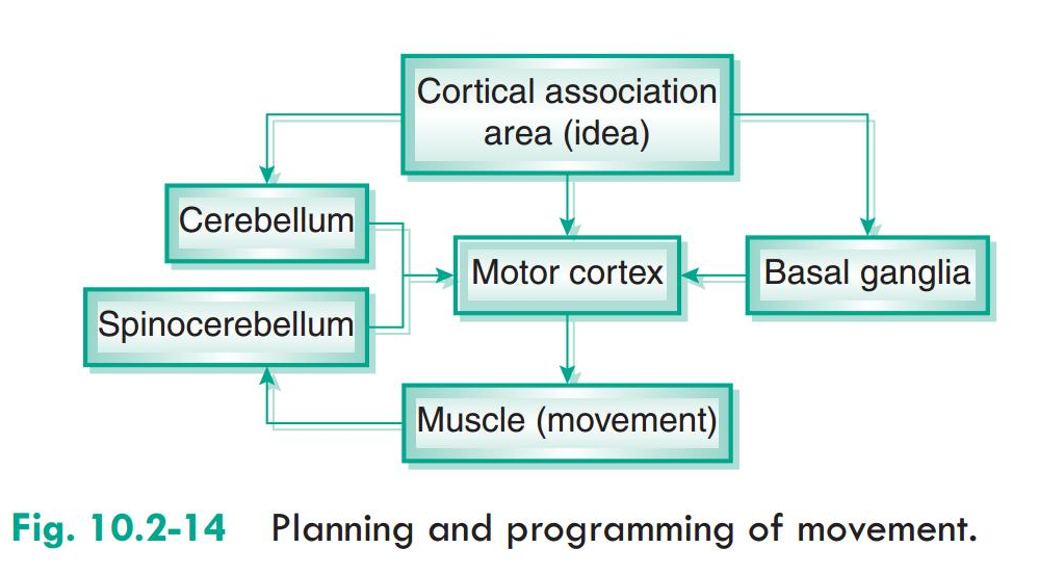 Cortical association
area (idea)
Cerebellum
Motor cortex
Basal ganglia
Spinocerebellum
Muscle (movement)
Fig. 10.2-14 Planning and programming of movement.